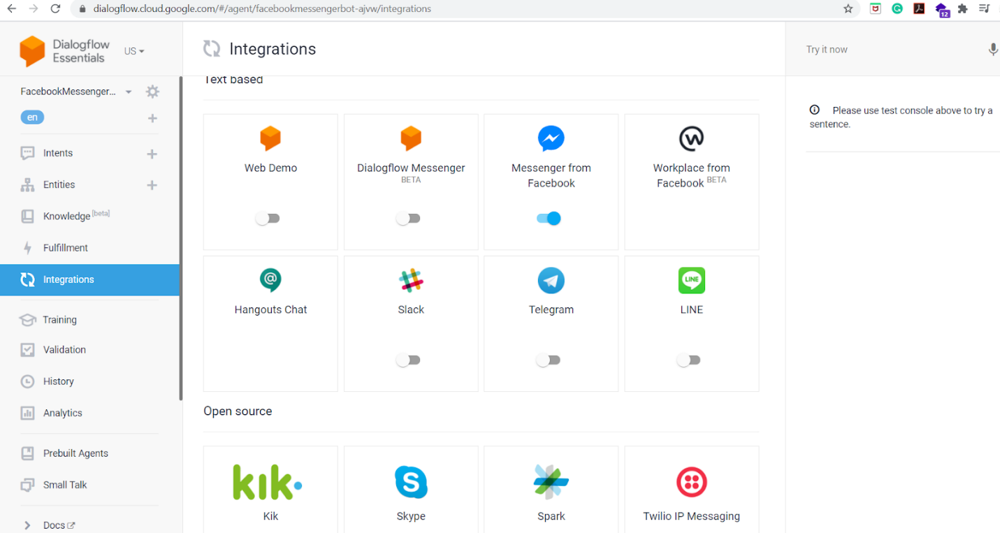 dialogflow.cloud.google.com/#/agent/facebookmessengerbot-ajvw/integrations
12
Dialogflow
Essentials
US
Integrations
Try it now
FacebookMessenger...
en
Text based
Please use test console above to try a
sentence.
Intents
Entities
Knowledge [beta]
Fulfillment
Integrations
Training
Validation
History
Analytics
Prebuilt Agents
Small Talk
Docs
Web Demo
Dialogflow Messenger
BETA
Messenger from
Facebook
Workplace from
Facebook BETA
Hangouts Chat
Slack
LINE
Telegram
LINE
Open source
kik
Kik
S
Skype
Spark
Twilio IP Messaging